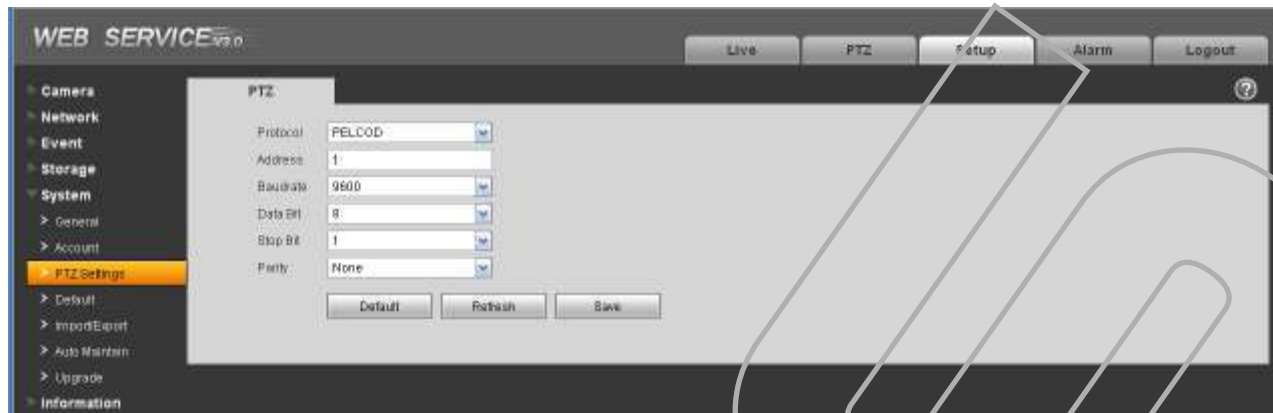 WEB SERVICE V3.0
Live PTZ Setup Alarm Logout
Camera
Network
Event
Storage
System
> General
> Account
> PTZ Settings
> Default
> Import/Export
> Auto Maintain
> Upgrade
Information
PTZ
?
Protocol PELCOD
Address 1
Baudrate 9600
Data Bit 8
Stop Bit 1
Parity None
Default Refresh Save